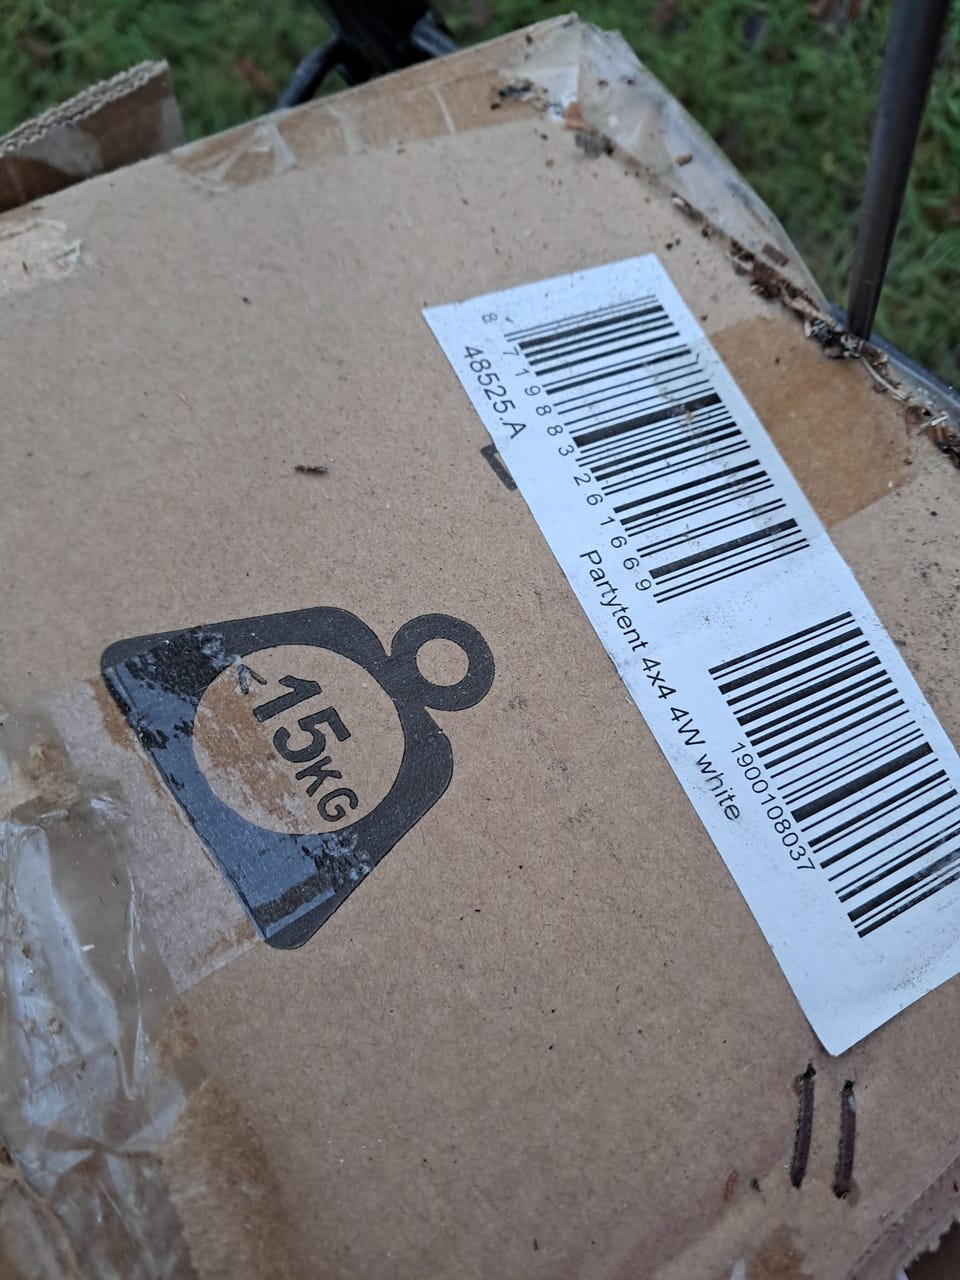 8 719883 261669
48525.A
Partytent 4x4 4W white
1900108037
<15KG